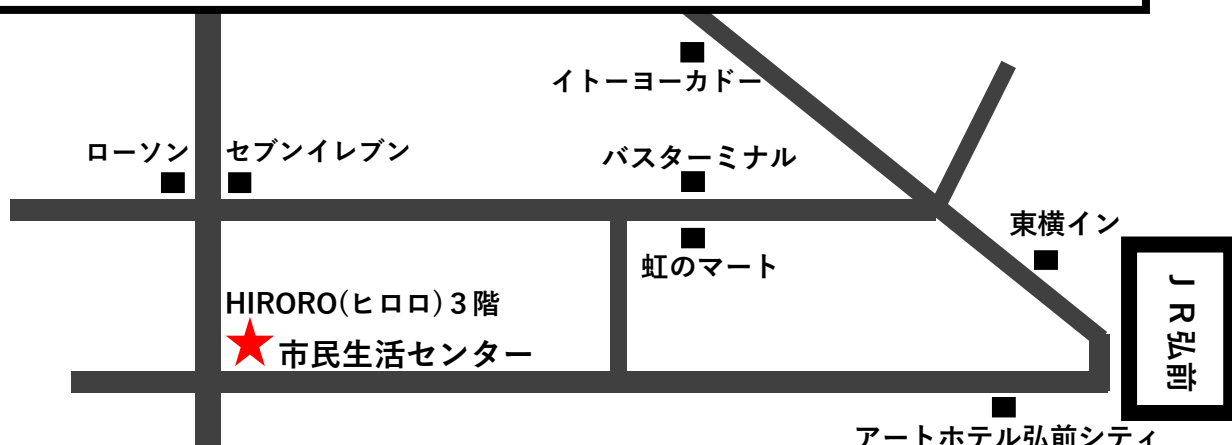 イトーヨーカドー
ローソン
セブンイレブン
バスターミナル
東横イン
虹のマート
HIRORO(ヒロロ)３階
市民生活センター
ＪＲ弘前
アートホテル弘前シティ